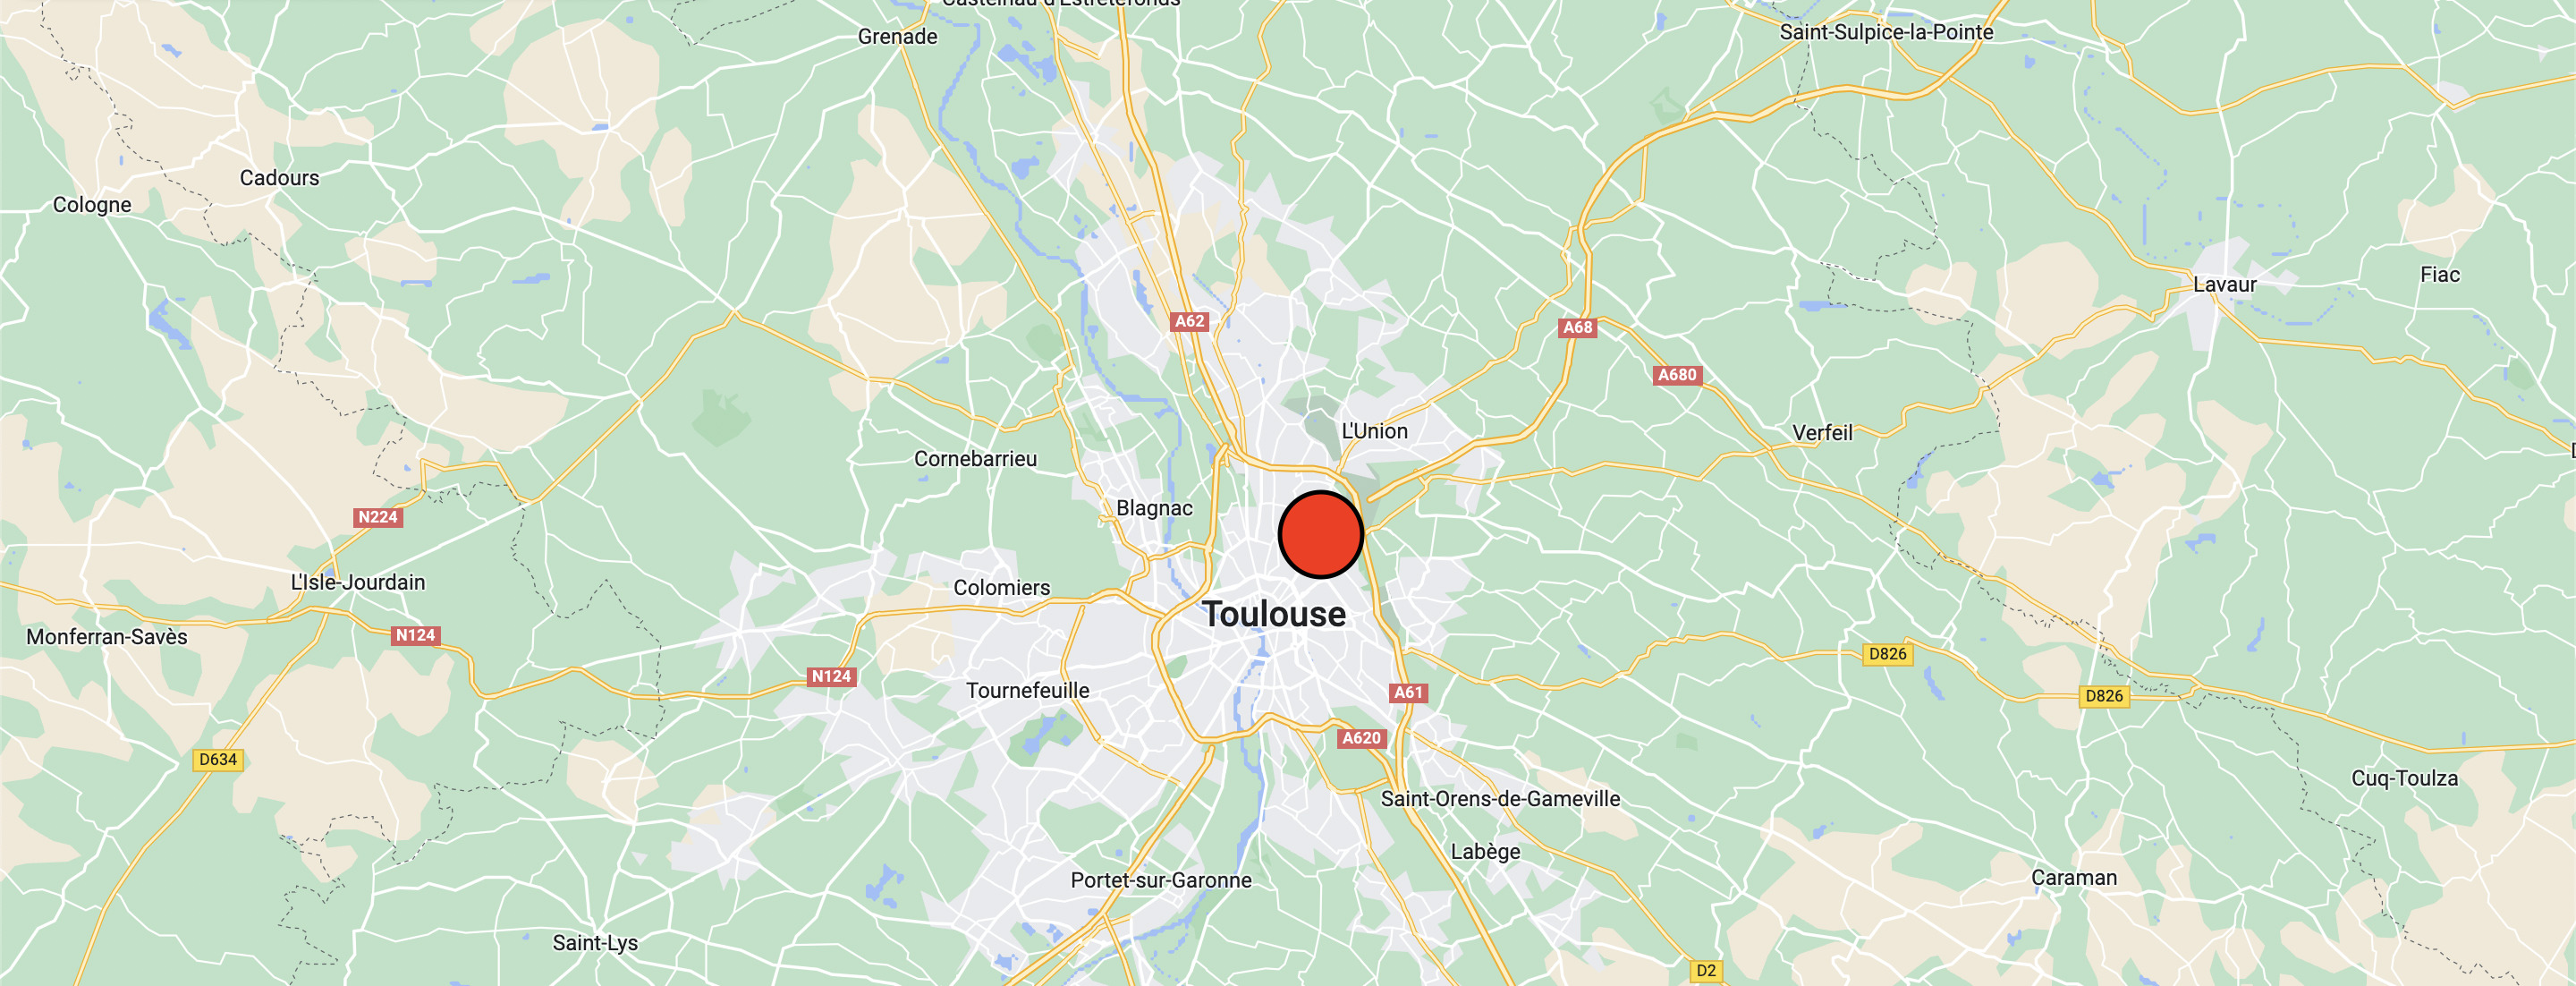 Castelnau d'Estrétefonds
Grenade
Saint-Sulpice-la-Pointe
Cadours
Cologne
Fiac
Lavaur
A62
A68
A680
L'Union
Verfeil
Cornebarrieu
Blagnac
N224
L'Isle-Jourdain
Colomiers
Toulouse
Monferran-Savès
N124
D826
N124
Tournefeuille
A61
D826
A620
D634
Cuq-Toulza
Saint-Orens-de-Gameville
Labège
Portet-sur-Garonne
Caraman
Saint-Lys
D2